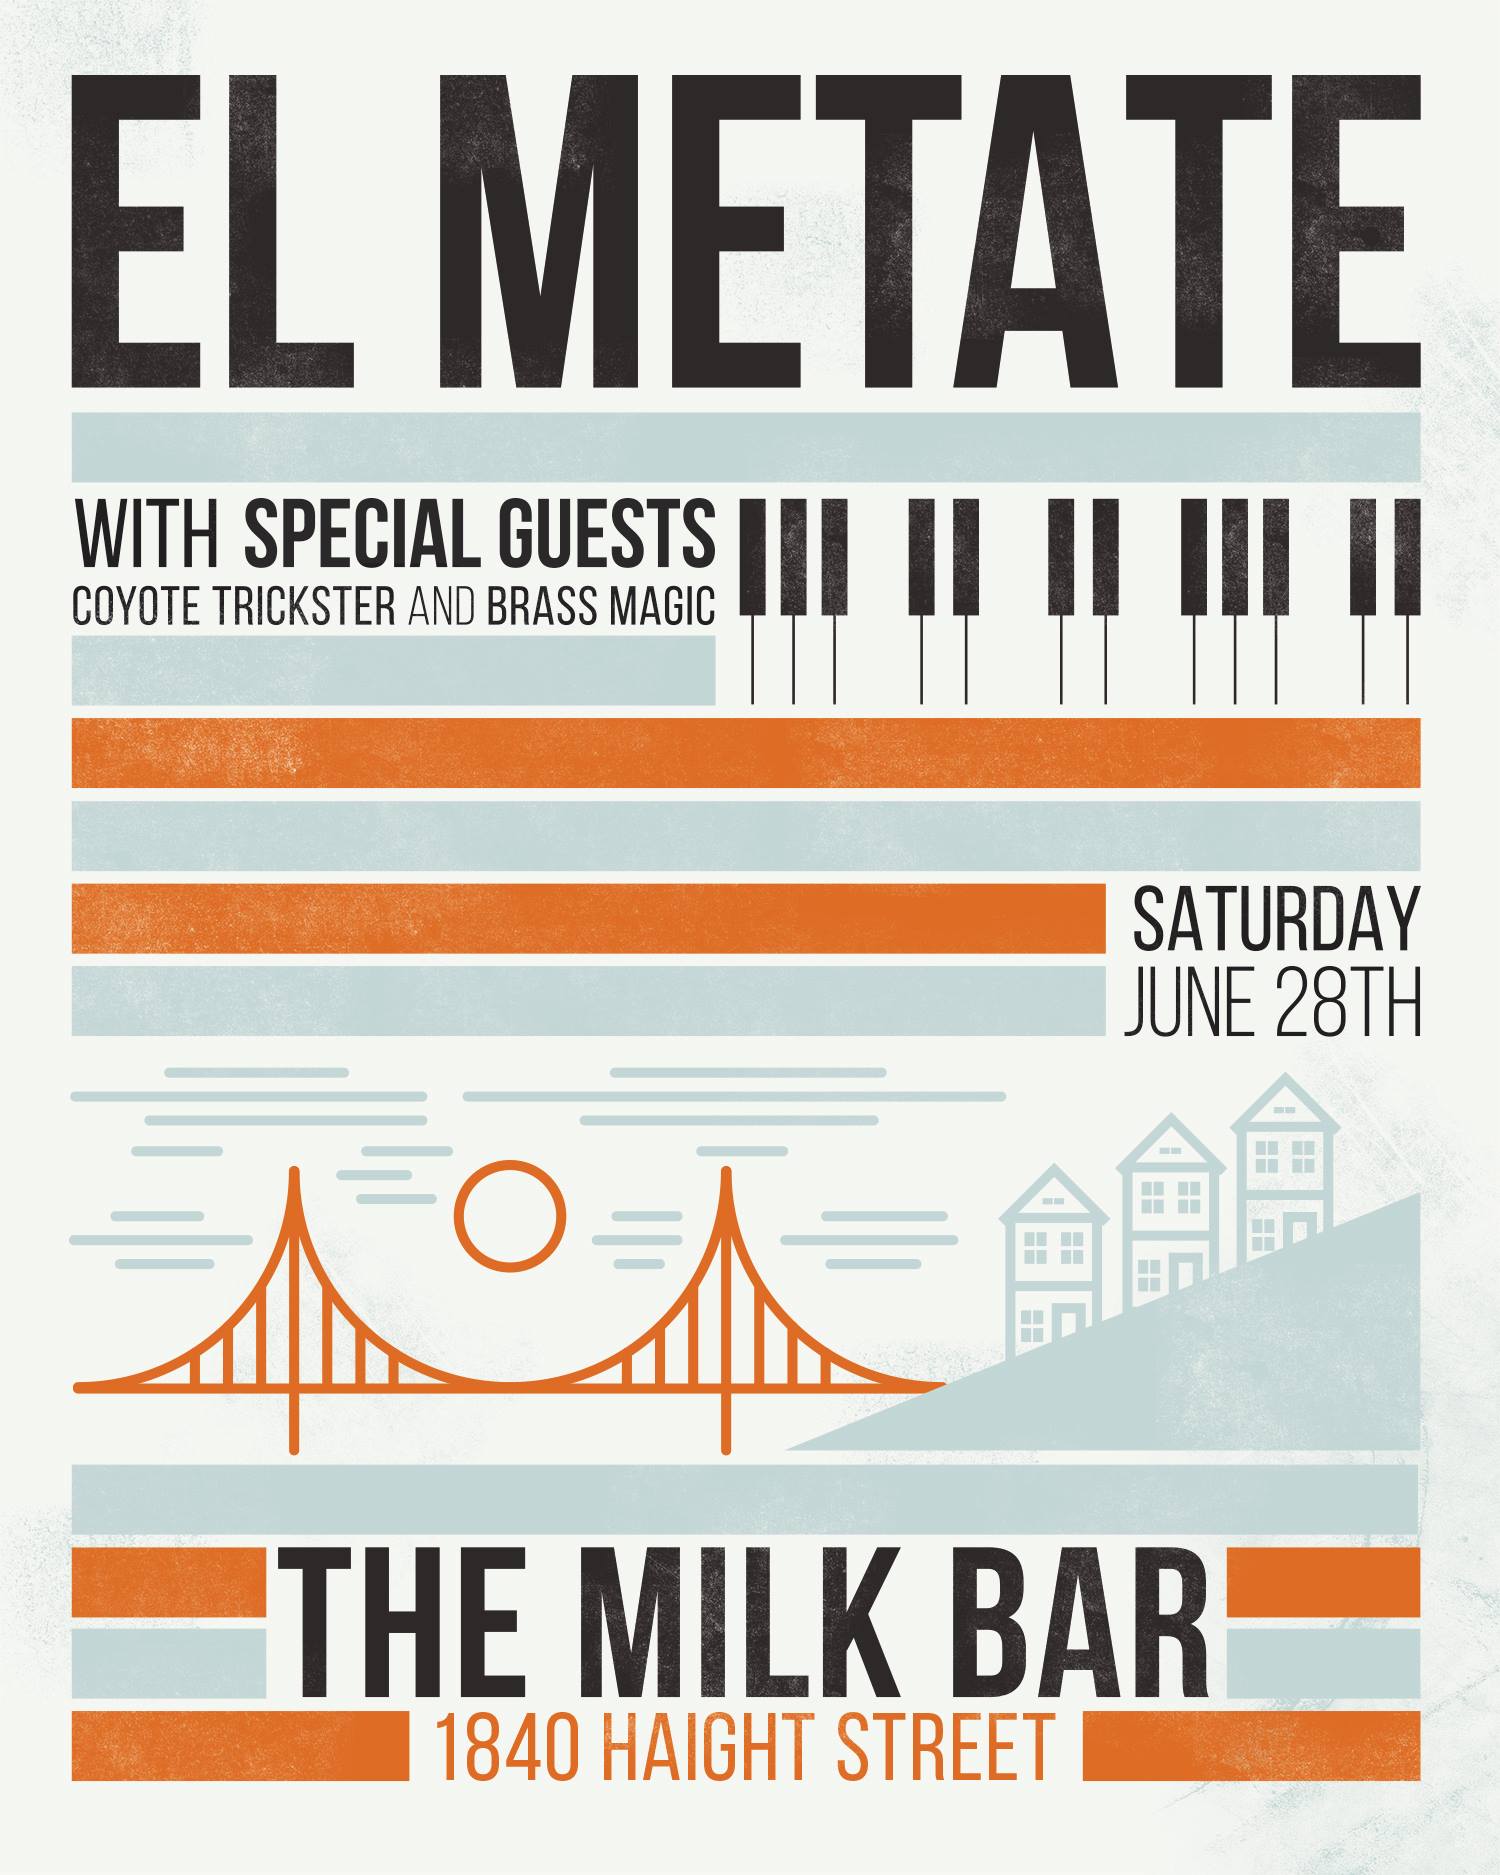 EL METATE
WITH SPECIAL GUESTS
COYOTE TRICKSTER AND BRASS MAGIC
SATURDAY
JUNE 28TH
THE MILK BAR
1840 HAIGHT STREET